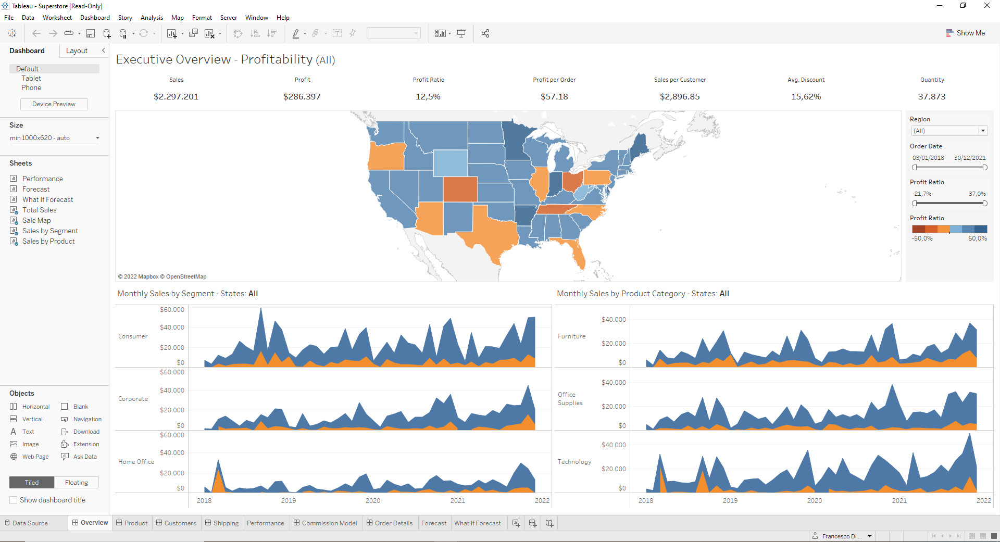 Tableau - Superstore [Read-Only]
File Data Worksheet Dashboard Story Analysis Map Format Server Window Help
Show Me
Dashboard Layout
Default
Tablet
Phone
Device Preview
Size
min 1000x620 - auto
Sheets
Performance
Forecast
What If Forecast
Total Sales
Sale Map
Sales by Segment
Sales by Product
Objects
Horizontal Blank
Vertical Navigation
Text Download
Image Extension
Web Page Ask Data
Tiled Floating
Show dashboard title
Executive Overview - Profitability (All)
Sales Profit Profit Ratio Profit per Order Sales per Customer Avg. Discount Quantity
$2.297.201 $286.397 12,5% $57.18 $2,896.85 15,62% 37.873
© 2022 Mapbox © OpenStreetMap
Region
(All)
Order Date
03/01/2018 30/12/2021
Profit Ratio
-21,7% 37,0%
Profit Ratio
-50,0% 50,0%
Monthly Sales by Segment - States: All
Consumer
$60.000
$40.000
$20.000
$0
Corporate
$60.000
$40.000
$20.000
$0
Home Office
$60.000
$40.000
$20.000
$0
2018 2019 2020 2021 2022
Monthly Sales by Product Category - States: All
Furniture
$40.000
$20.000
$0
Office
Supplies
$40.000
$20.000
$0
Technology
$40.000
$20.000
$0
2018 2019 2020 2021 2022
Data Source Overview Product Customers Shipping Performance Commission Model Order Details Forecast What If Forecast
Francesco Di ...